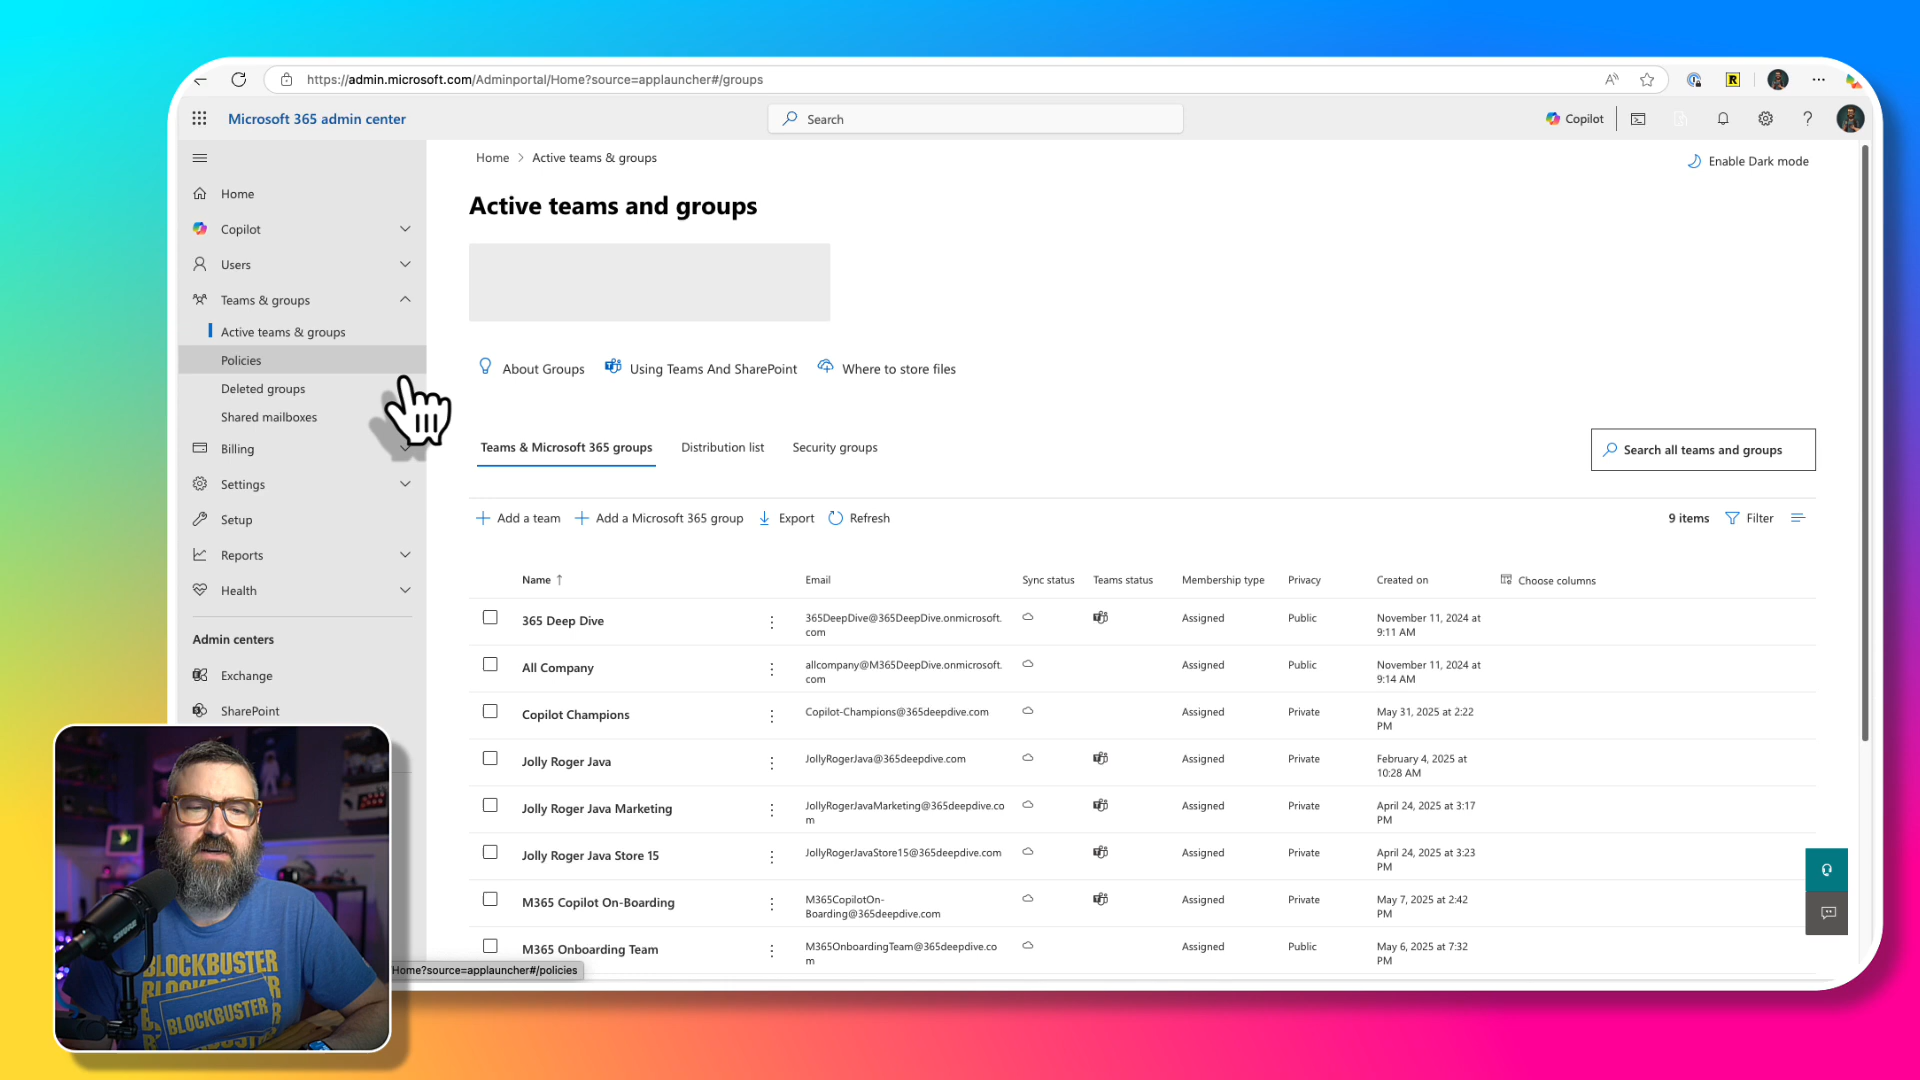 https://admin.microsoft.com/Adminportal/Home?source=applauncher#/groups
Microsoft 365 admin center
Search
Copilot
Home > Active teams & groups
Enable Dark mode
Home
Copilot
Users
Teams & groups
Active teams & groups
Policies
Deleted groups
Shared mailboxes
Billing
Settings
Setup
Reports
Health
Admin centers
Exchange
SharePoint
Active teams and groups
About Groups
Using Teams And SharePoint
Where to store files
Teams & Microsoft 365 groups
Distribution list
Security groups
Search all teams and groups
Add a team
Add a Microsoft 365 group
Export
Refresh
9 items
Filter
Name ↑
Email
Sync status
Teams status
Membership type
Privacy
Created on
Choose columns
365 Deep Dive
365DeepDive@365DeepDive.onmicrosoft.
com
Assigned
Public
November 11, 2024 at
9:11 AM
All Company
allcompany@M365DeepDive.onmicrosoft.
com
Assigned
Public
November 11, 2024 at
9:14 AM
Copilot Champions
Copilot-Champions@365deepdive.com
Assigned
Private
May 31, 2025 at 2:22
PM
Jolly Roger Java
JollyRogerJava@365deepdive.com
Assigned
Private
February 4, 2025 at
10:28 AM
Jolly Roger Java Marketing
JollyRogerJavaMarketing@365deepdive.co
m
Assigned
Private
April 24, 2025 at 3:17
PM
Jolly Roger Java Store 15
JollyRogerJavaStore15@365deepdive.com
Assigned
Private
April 24, 2025 at 3:23
PM
M365 Copilot On-Boarding
M365CopilotOn-
Boarding@365deepdive.com
Assigned
Private
May 7, 2025 at 2:42
PM
M365 Onboarding Team
M365OnboardingTeam@365deepdive.co
m
Assigned
Public
May 6, 2025 at 7:32
PM
Home?source=applauncher#/policies
SHURE
BLOCKBUSTER
BLOCKBUSTER